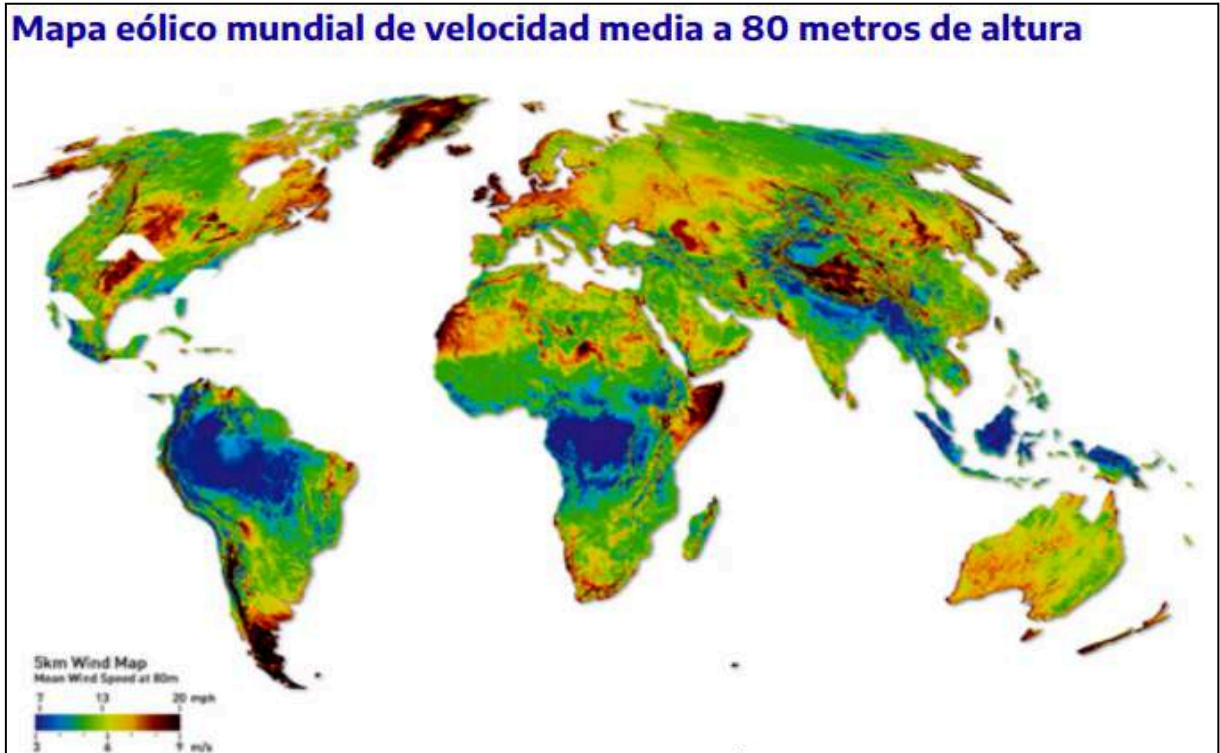 Mapa eólico mundial de velocidad media a 80 metros de altura
5km Wind Map
Mean Wind Speed at 80m
7 13 20 mph
3 6 9 m/s